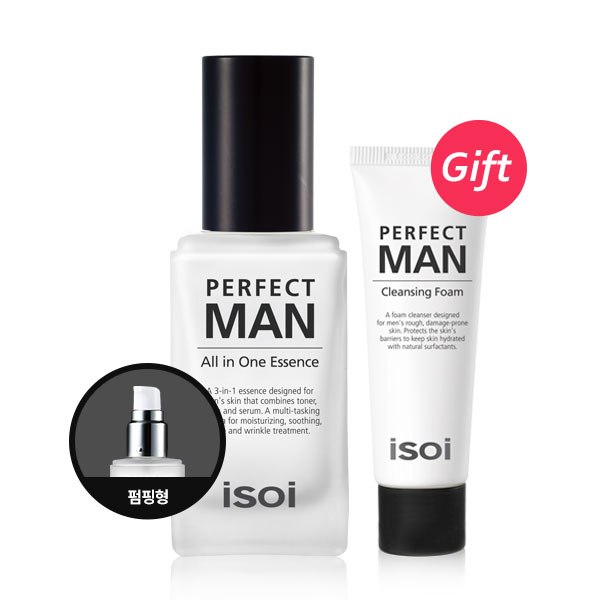 PERFECT
MAN
All in One Essence
A 3-in-1 essence designed for
skin that combines toner,
and serum. A multi-tasking
for moisturizing, soothing,
and wrinkle treatment.
isoi
펌핑형
Gift
PERFECT
MAN
Cleansing Foam
A foam cleanser designed
for men's rough, damage-prone
skin. Protects the skin's
barriers to keep skin hydrated
with natural surfactants.
isoi